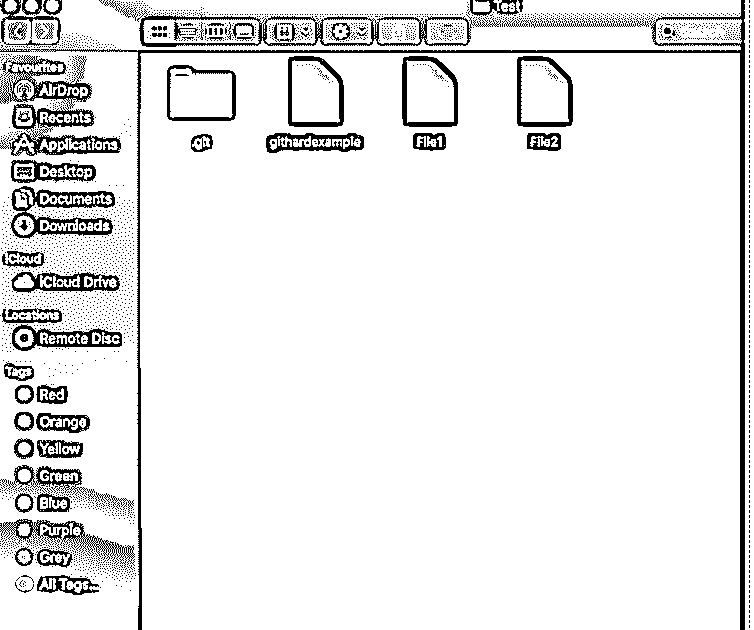 Test
Favourites
AirDrop
Recents
Applications
Desktop
Documents
Downloads
iCloud
iCloud Drive
Locations
Remote Disc
Tags
Red
Orange
Yellow
Green
Blue
Purple
Grey
All Tags...
.git
githardexample
File1
File2